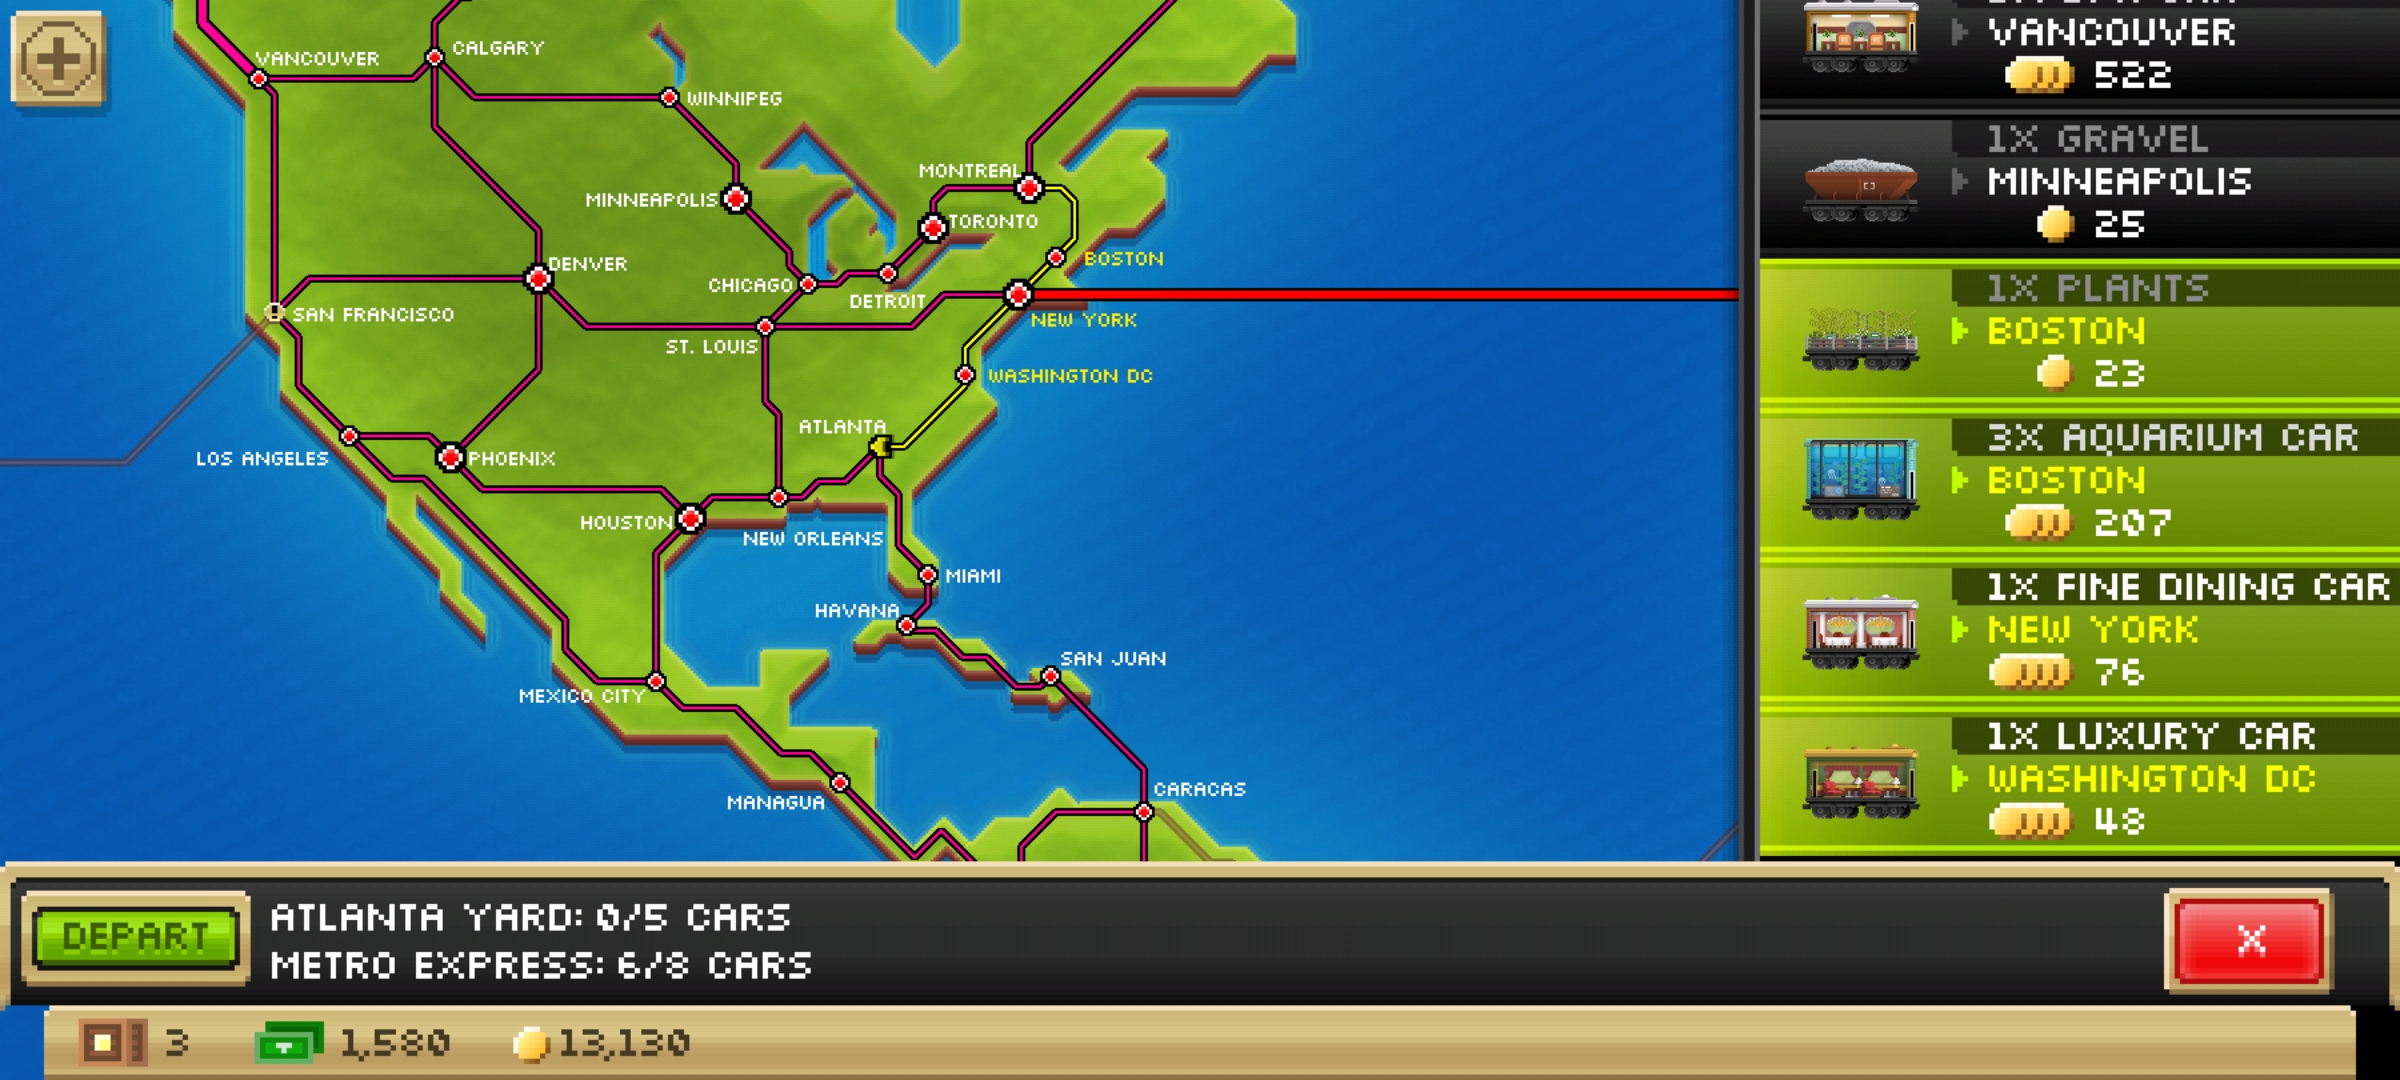 VANCOUVER
CALGARY
WINNIPEG
MONTREAL
MINNEAPOLIS
TORONTO
DENVER
BOSTON
CHICAGO
DETROIT
SAN FRANCISCO
NEW YORK
ST. LOUIS
WASHINGTON DC
ATLANTA
LOS ANGELES
PHOENIX
HOUSTON
NEW ORLEANS
MIAMI
HAVANA
SAN JUAN
MEXICO CITY
MANAGUA
CARACAS
VANCOUVER
522
1X GRAVEL
MINNEAPOLIS
25
1X PLANTS
BOSTON
23
3X AQUARIUM CAR
BOSTON
207
1X FINE DINING CAR
NEW YORK
76
1X LUXURY CAR
WASHINGTON DC
48
DEPART
ATLANTA YARD: 0/5 CARS
METRO EXPRESS: 6/8 CARS
X
3
1,580
13,130